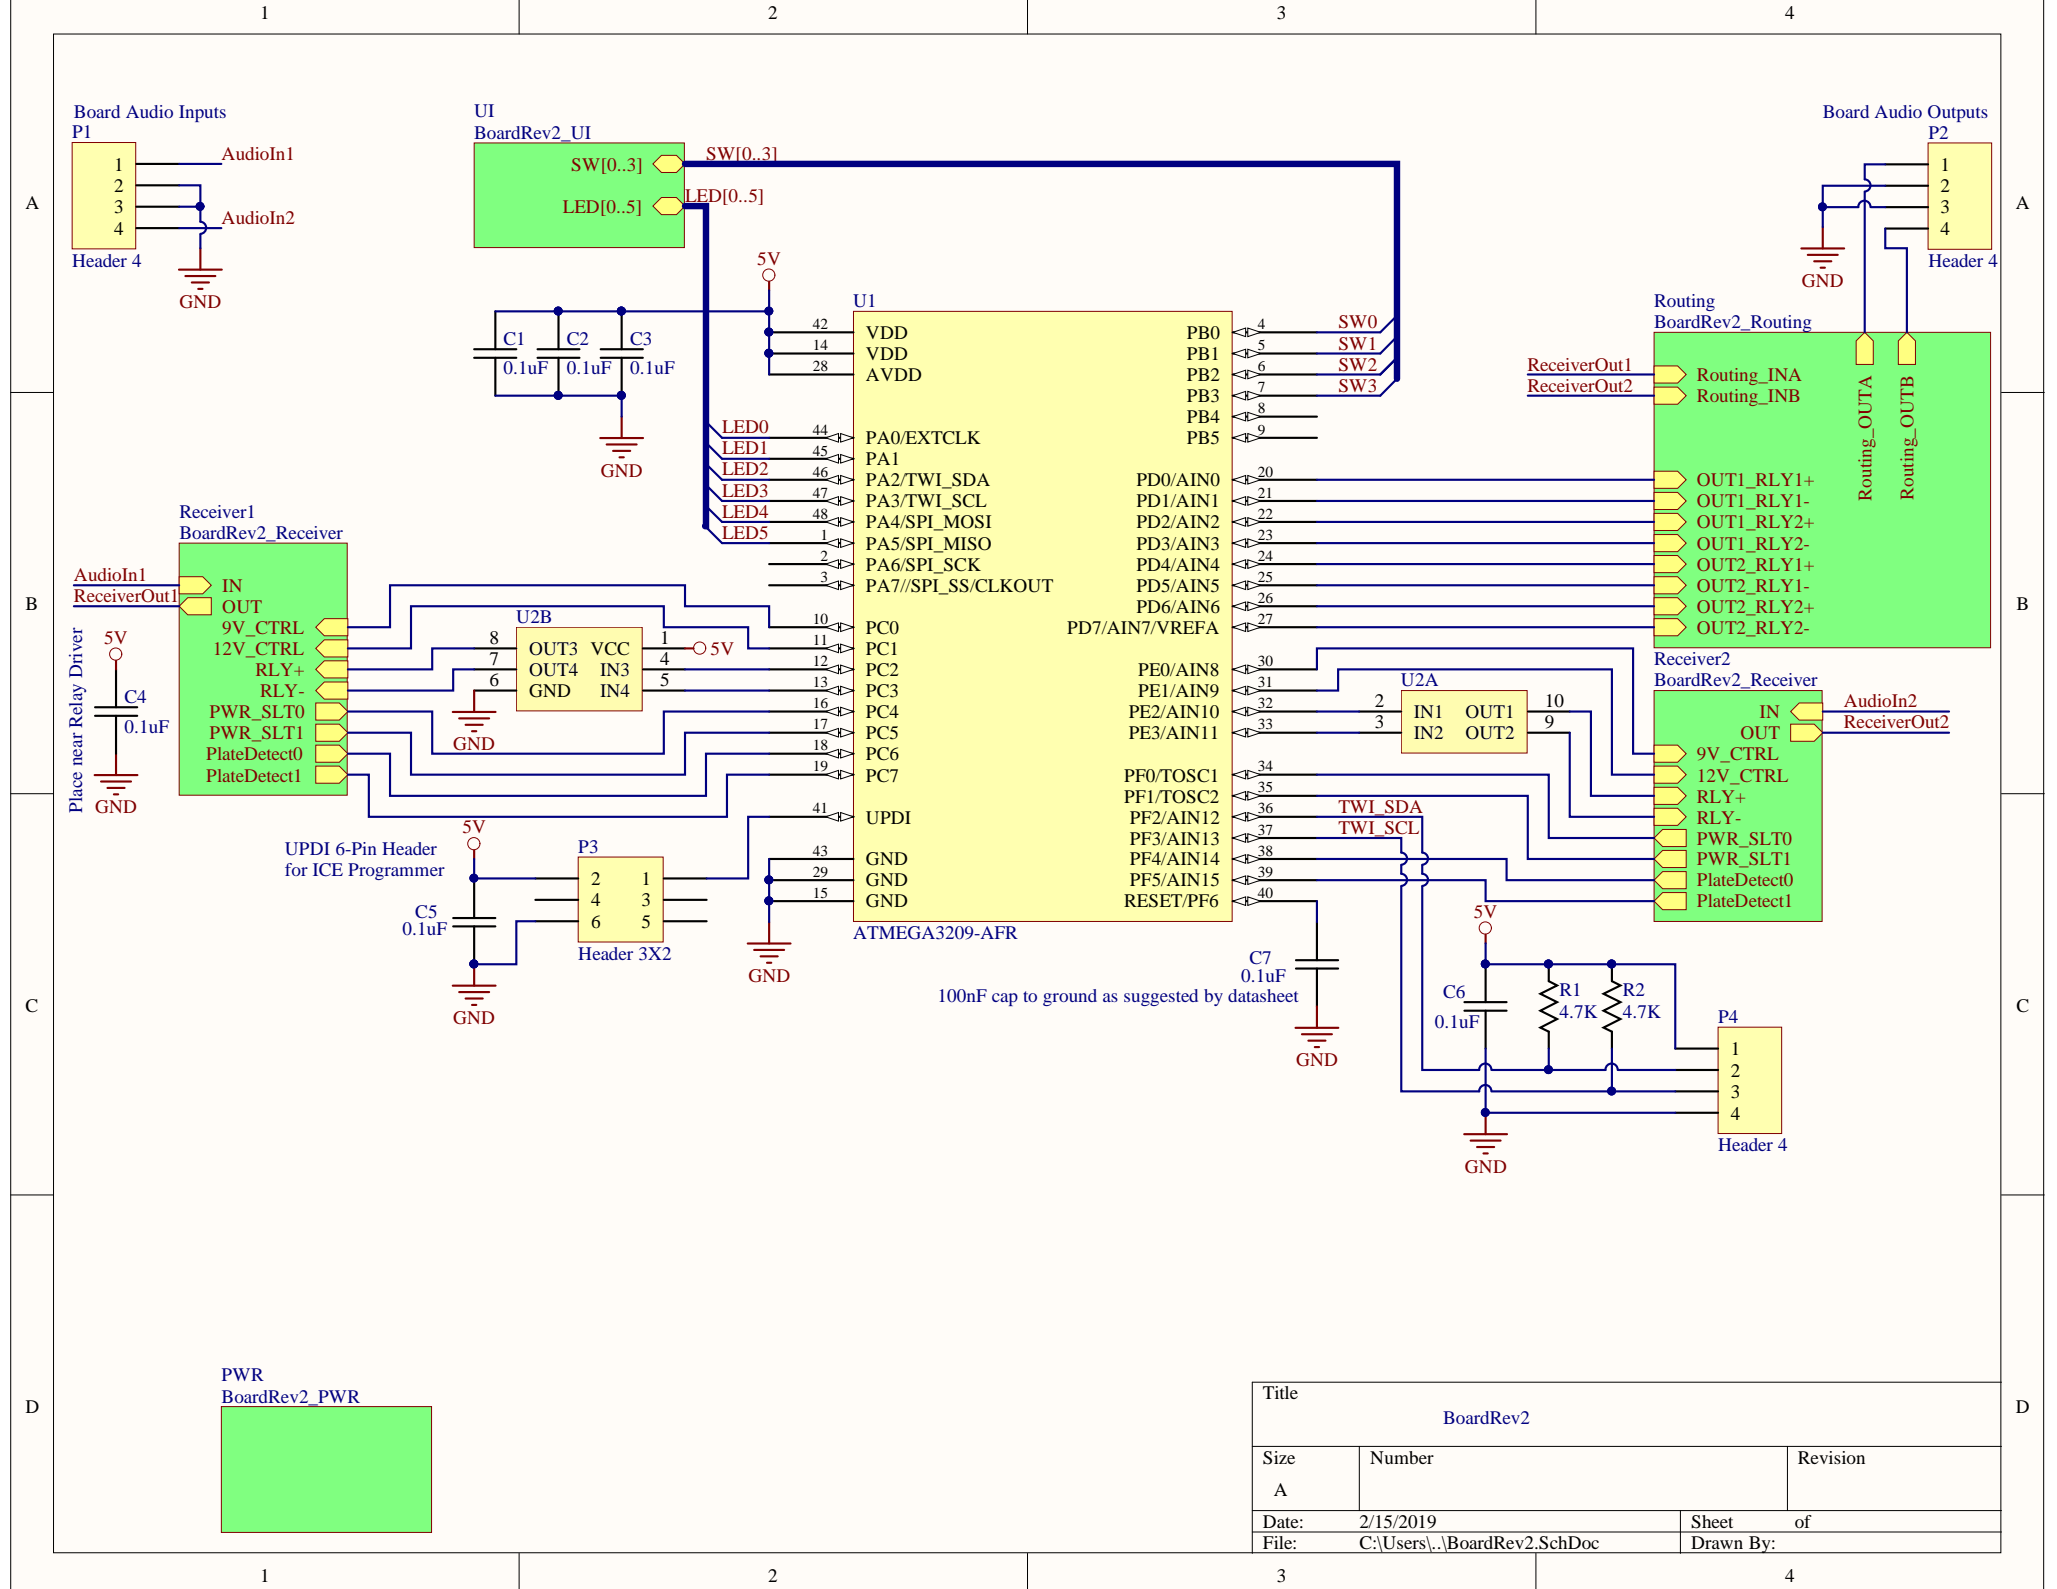 1 2 3 4
A
A
Board Audio Inputs
P1
1
2
3
4
AudioIn1
AudioIn2
Header 4
GND
UI
BoardRev2_UI
SW[0..3]
LED[0..5]
SW[0..3]
LED[0..5]
Board Audio Outputs
P2
1
2
3
4
Header 4
GND
5V
C1
0.1uF
C2
0.1uF
C3
0.1uF
GND
U1
42 VDD
14 VDD
28 AVDD
LED0 44 PA0/EXTCLK
LED1 45 PA1
LED2 46 PA2/TWI_SDA
LED3 47 PA3/TWI_SCL
LED4 48 PA4/SPI_MOSI
LED5 1 PA5/SPI_MISO
2 PA6/SPI_SCK
3 PA7//SPI_SS/CLKOUT
10 PC0
11 PC1
12 PC2
13 PC3
16 PC4
17 PC5
18 PC6
19 PC7
41 UPDI
43 GND
29 GND
15 GND
PB0 4 SW0
PB1 5 SW1
PB2 6 SW2
PB3 7 SW3
PB4 8
PB5 9
PD0/AIN0 20
PD1/AIN1 21
PD2/AIN2 22
PD3/AIN3 23
PD4/AIN4 24
PD5/AIN5 25
PD6/AIN6 26
PD7/AIN7/VREFA 27
PE0/AIN8 30
PE1/AIN9 31
PE2/AIN10 32
PE3/AIN11 33
PF0/TOSC1 34
PF1/TOSC2 35
PF2/AIN12 36 TWI_SDA
PF3/AIN13 37 TWI_SCL
PF4/AIN14 38
PF5/AIN15 39
RESET/PF6 40
ATMEGA3209-AFR
GND
Routing
BoardRev2_Routing
ReceiverOut1 Routing_INA
ReceiverOut2 Routing_INB
Routing_OUTA
Routing_OUTB
OUT1_RLY1+
OUT1_RLY1-
OUT1_RLY2+
OUT1_RLY2-
OUT2_RLY1+
OUT2_RLY1-
OUT2_RLY2+
OUT2_RLY2-
B
B
Receiver1
BoardRev2_Receiver
AudioIn1 IN
ReceiverOut1 OUT
9V_CTRL
12V_CTRL
RLY+
RLY-
PWR_SLT0
PWR_SLT1
PlateDetect0
PlateDetect1
Place near Relay Driver
5V
C4
0.1uF
GND
U2B
8 OUT3 VCC 1 5V
7 OUT4 IN3 4
6 GND IN4 5
GND
U2A
2 IN1 OUT1 10
3 IN2 OUT2 9
Receiver2
BoardRev2_Receiver
IN AudioIn2
OUT ReceiverOut2
9V_CTRL
12V_CTRL
RLY+
RLY-
PWR_SLT0
PWR_SLT1
PlateDetect0
PlateDetect1
UPDI 6-Pin Header
for ICE Programmer
5V
C5
0.1uF
GND
P3
2 1
4 3
6 5
Header 3X2
C7
0.1uF
100nF cap to ground as suggested by datasheet
GND
5V
C6
0.1uF
R1
4.7K
R2
4.7K
P4
1
2
3
4
Header 4
GND
C
C
D
D
PWR
BoardRev2_PWR
Title
BoardRev2
Size Number Revision
A
Date: 2/15/2019 Sheet of
File: C:\Users\..\BoardRev2.SchDoc Drawn By:
1 2 3 4